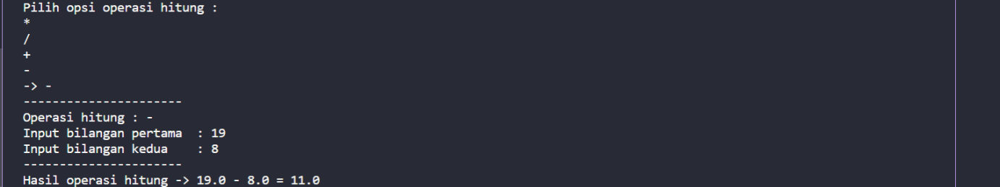 Pilih opsi operasi hitung :
*
/
+
-
-> -
----------------------
Operasi hitung : -
Input bilangan pertama  : 19
Input bilangan kedua    : 8
----------------------
Hasil operasi hitung -> 19.0 - 8.0 = 11.0